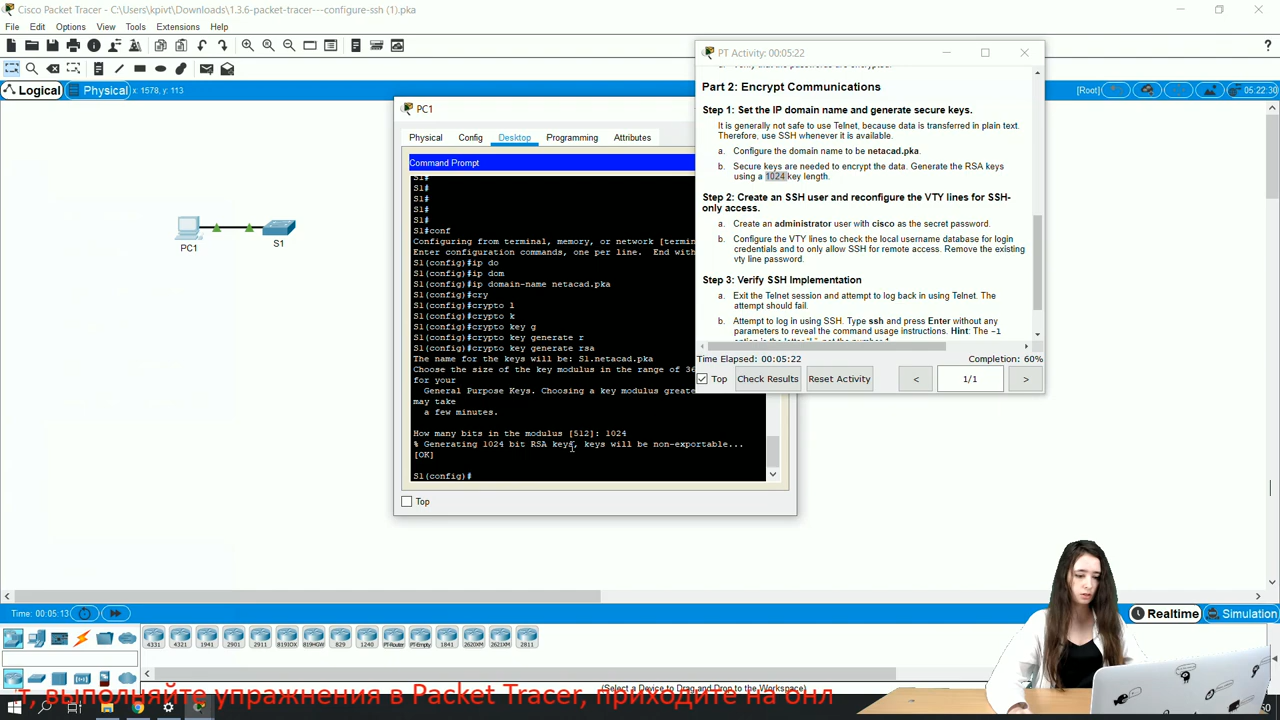 Cisco Packet Tracer - C:\Users\kpivt\Downloads\1.3.6-packet-tracer---configure-ssh (1).pka
File Edit Options View Tools Extensions Help
Logical Physical x: 1578, y: 113
[Root] 05:22:30
PC1
S1
PC1
Physical Config Desktop Programming Attributes
Command Prompt
S1#
S1#
S1#
S1#
S1#
S1#conf
Configuring from terminal, memory, or network [termin
Enter configuration commands, one per line. End with
S1(config)#ip do
S1(config)#ip dom
S1(config)#ip domain-name netacad.pka
S1(config)#cry
S1(config)#crypto l
S1(config)#crypto k
S1(config)#crypto key g
S1(config)#crypto key generate r
S1(config)#crypto key generate rsa
The name for the keys will be: S1.netacad.pka
Choose the size of the key modulus in the range of 36
for your
General Purpose Keys. Choosing a key modulus greate
may take
a few minutes.
How many bits in the modulus [512]: 1024
% Generating 1024 bit RSA keys, keys will be non-exportable...
[OK]
S1(config)#
Top
PT Activity: 00:05:22
Part 2: Encrypt Communications
Step 1: Set the IP domain name and generate secure keys.
It is generally not safe to use Telnet, because data is transferred in plain text.
Therefore, use SSH whenever it is available.
a. Configure the domain name to be netacad.pka.
b. Secure keys are needed to encrypt the data. Generate the RSA keys
using a 1024 key length.
Step 2: Create an SSH user and reconfigure the VTY lines for SSH-
only access.
a. Create an administrator user with cisco as the secret password.
b. Configure the VTY lines to check the local username database for login
credentials and to only allow SSH for remote access. Remove the existing
vty line password.
Step 3: Verify SSH Implementation
a. Exit the Telnet session and attempt to log back in using Telnet. The
attempt should fail.
b. Attempt to log in using SSH. Type ssh and press Enter without any
parameters to reveal the command usage instructions. Hint: The -l
Time Elapsed: 00:05:22 Completion: 60%
Top Check Results Reset Activity < 1/1 >
Time: 00:05:13
Realtime Simulation
4331 4321 1941 2901 2911 819IOX 819HGW 829 1240 PT-Router PT-Empty 1841 2620XM 2621XM 2811
(Select a Device to Drag and Drop to the Workspace)
т, выполняйте упражнения в Packet Tracer, приходите на онл